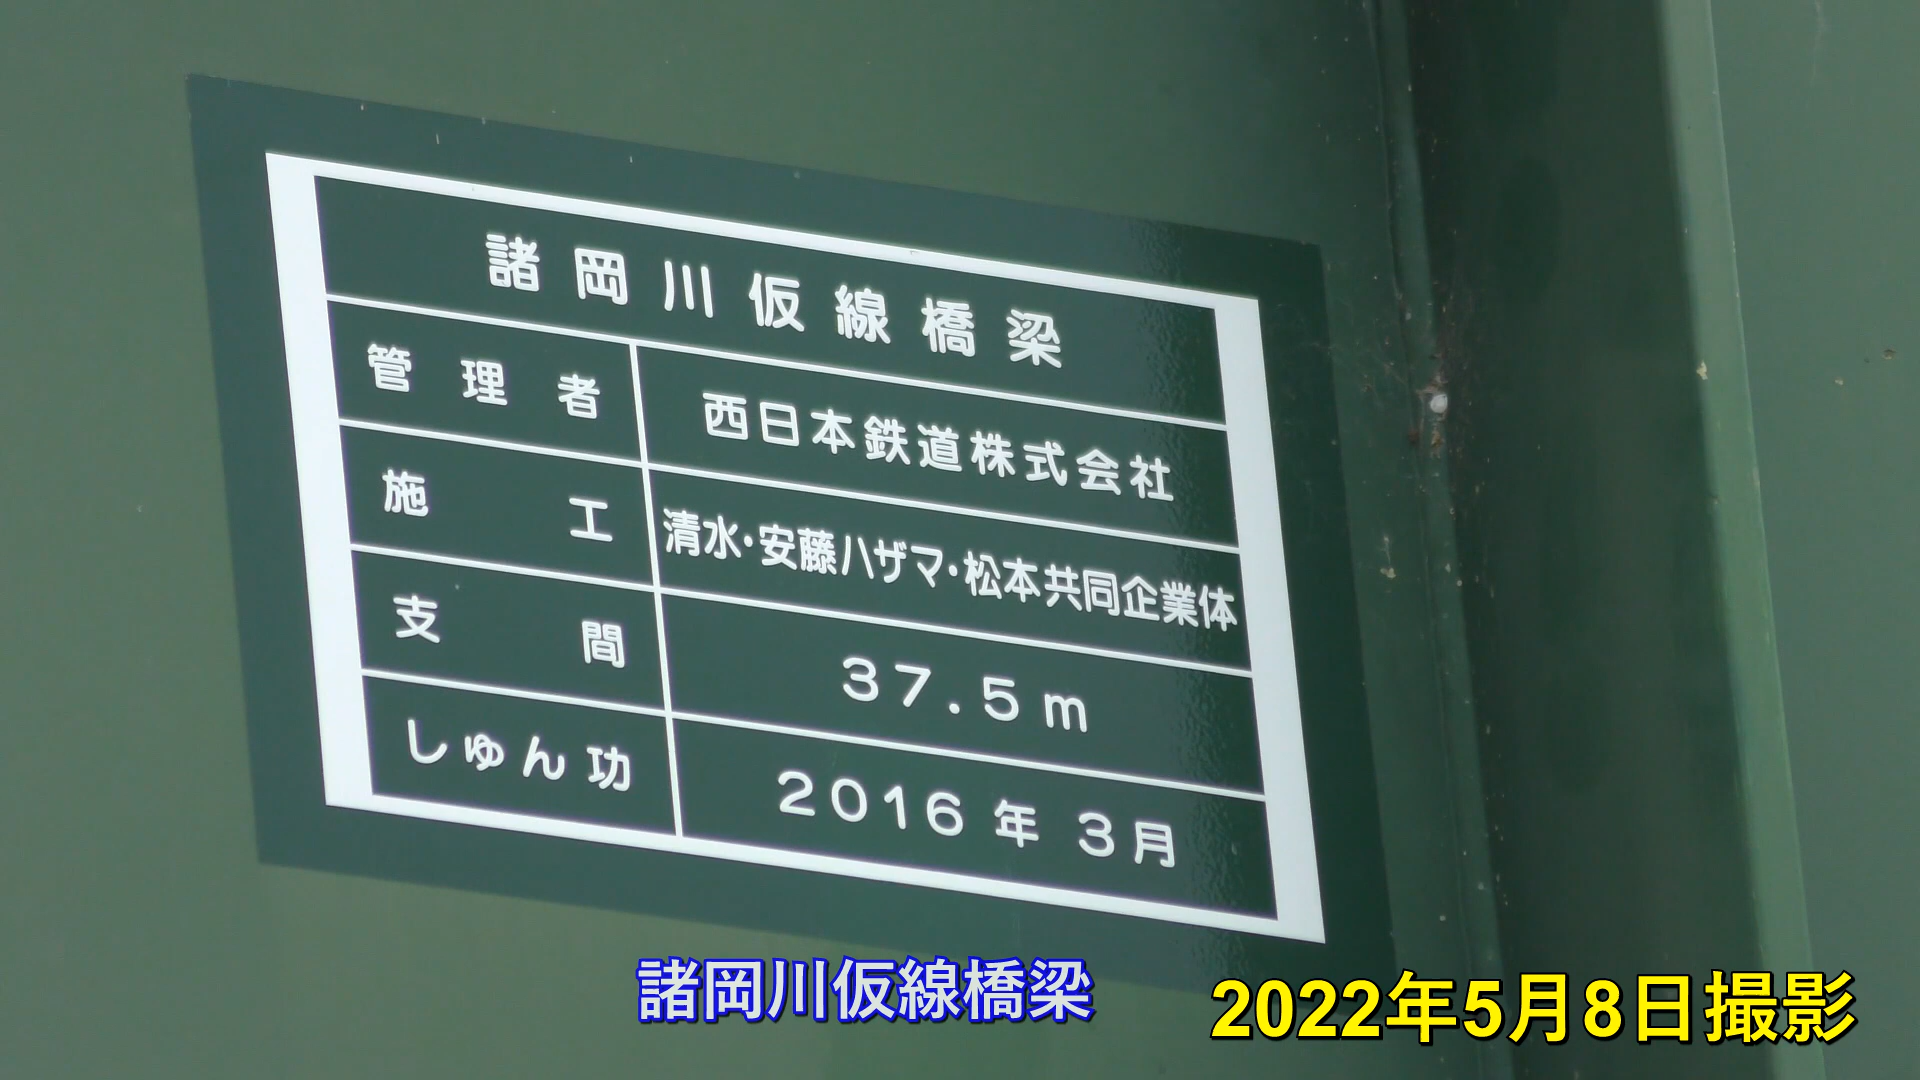 諸岡川仮線橋梁
管理者 西日本鉄道株式会社
施工 清水・安藤ハザマ・松本共同企業体
支間 37.5m
しゅん功 2016年3月
諸岡川仮線橋梁
2022年5月8日撮影